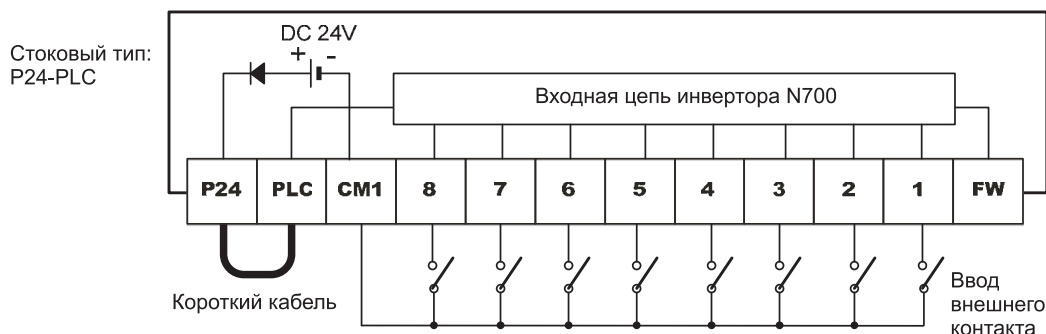 Стоковый тип:
P24-PLC
DC 24V
+ -
Входная цепь инвертора N700
P24 PLC CM1 8 7 6 5 4 3 2 1 FW
Короткий кабель
Ввод
внешнего
контакта